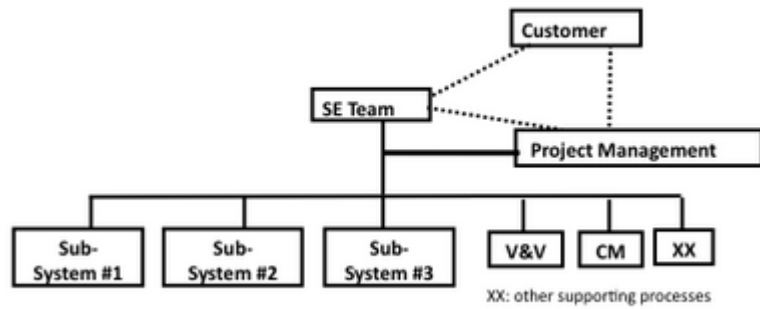 Customer
SE Team
Project Management
Sub-
System #1
Sub-
System #2
Sub-
System #3
V&V
CM
XX
XX: other supporting processes